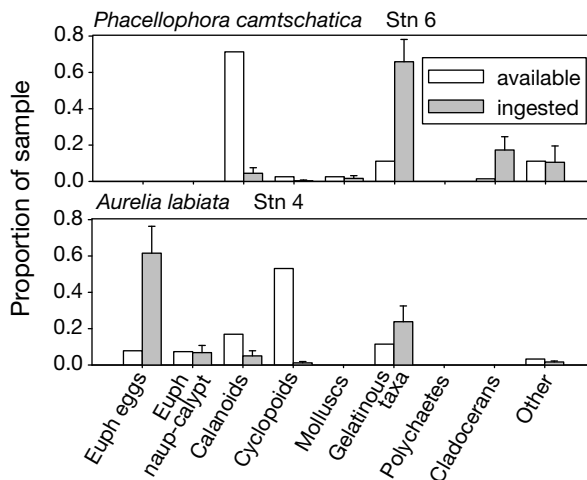 Phacellophora camtschatica Stn 6
0.8
0.6
0.4
0.2
0.0
available
ingested
Proportion of sample
Aurelia labiata Stn 4
0.8
0.6
0.4
0.2
0.0
Euph eggs
Euph
naup-calypt
Calanoids
Cyclopoids
Molluscs
Gelatinous
taxa
Polychaetes
Cladocerans
Other